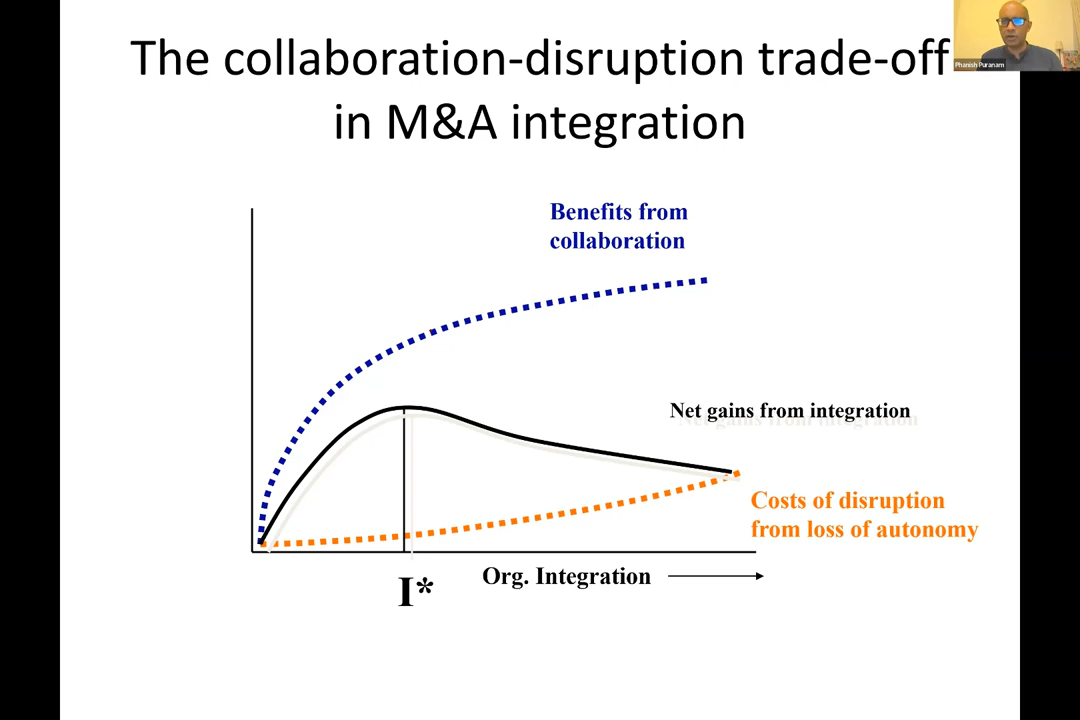 The collaboration-disruption trade-off
in M&A integration
Phanish Puranam
Benefits from
collaboration
Net gains from integration
Costs of disruption
from loss of autonomy
I*
Org. Integration